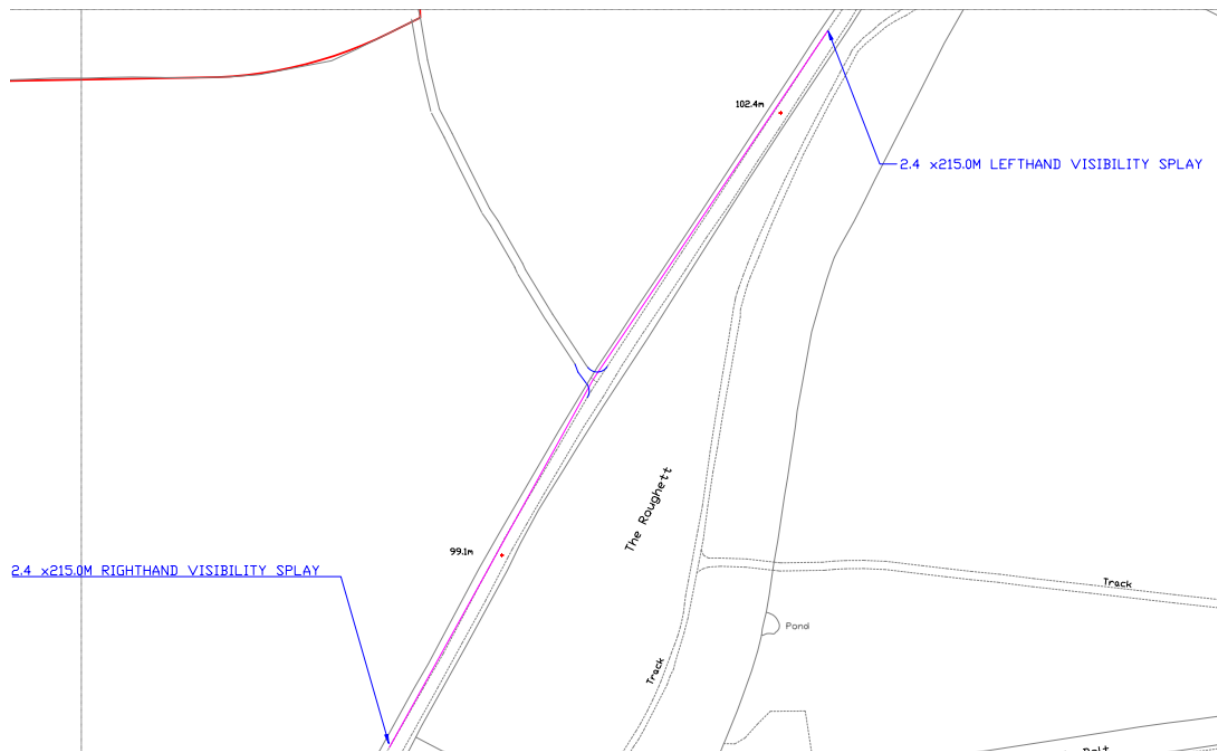 102.4m
2.4 x215.0M LEFTHAND VISIBILITY SPLAY
The Roughett
99.1m
2.4 x215.0M RIGHTHAND VISIBILITY SPLAY
Track
Pond
Track